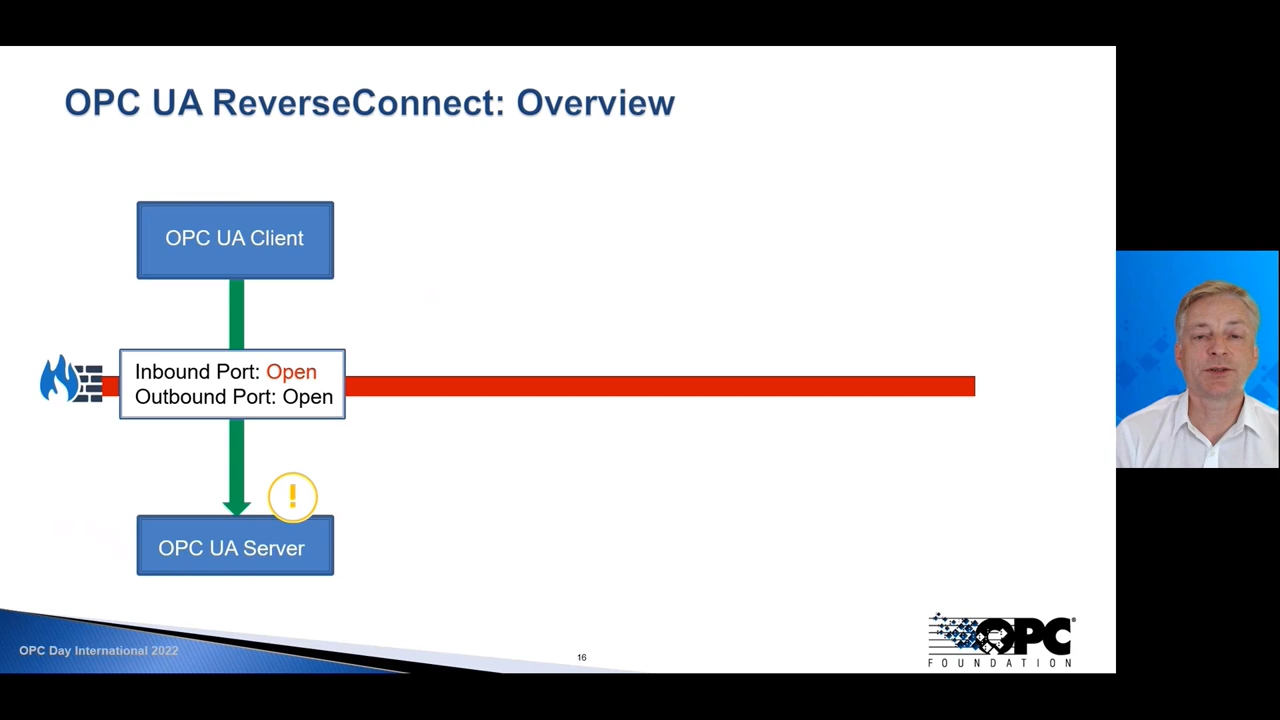 OPC UA ReverseConnect: Overview
OPC UA Client
Inbound Port: Open
Outbound Port: Open
!
OPC UA Server
OPC Day International 2022
16
OPC®
FOUNDATION